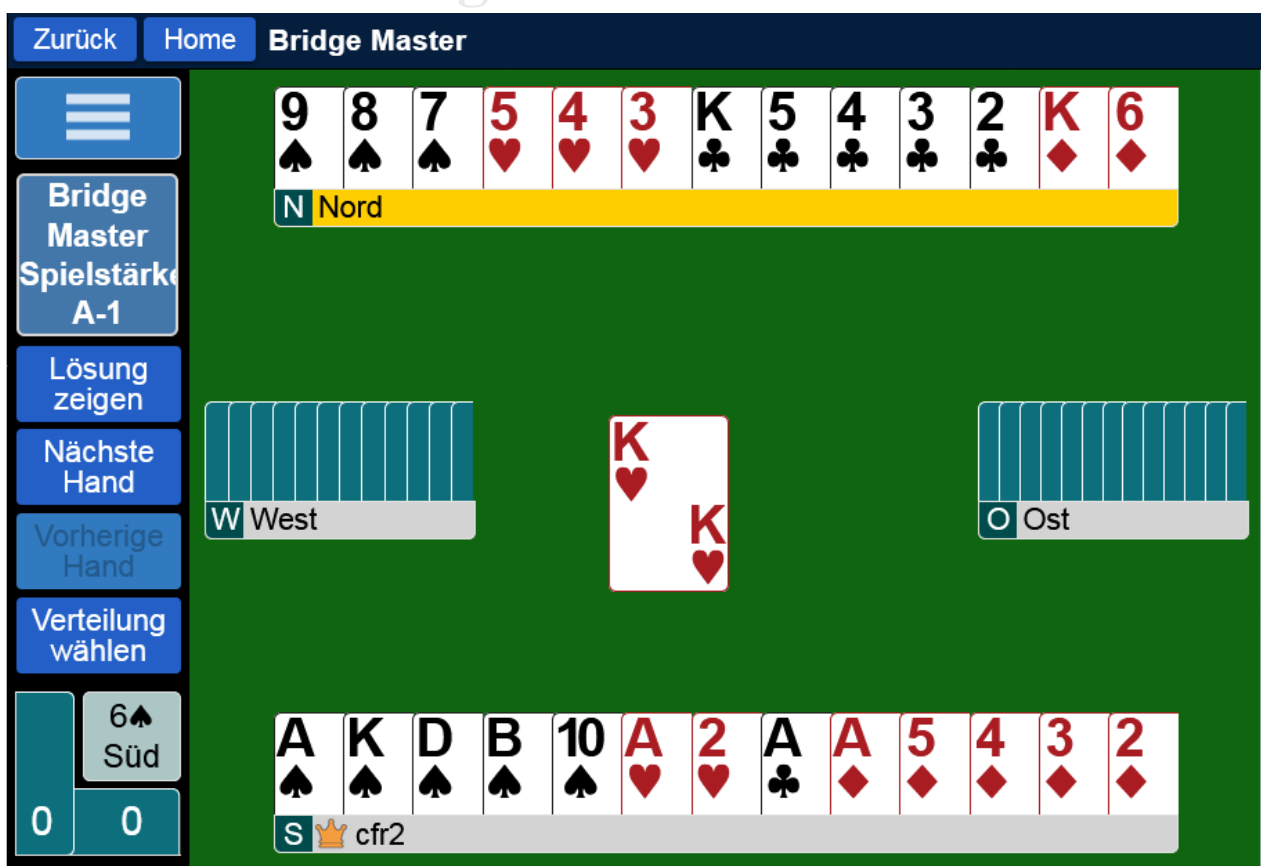 Zurück Home Bridge Master
Bridge
Master
Spielstärke
A-1
Lösung
zeigen
Nächste
Hand
Vorherige
Hand
Verteilung
wählen
6♠
Süd
0 0
9♠ 8♠ 7♠ 5♥ 4♥ 3♥ K♣ 5♣ 4♣ 3♣ 2♣ K♦ 6♦
N Nord
K♥
K♥
W West
O Ost
A♠ K♠ D♠ B♠ 10♠ A♥ 2♥ A♣ A♦ 5♦ 4♦ 3♦ 2♦
S cfr2